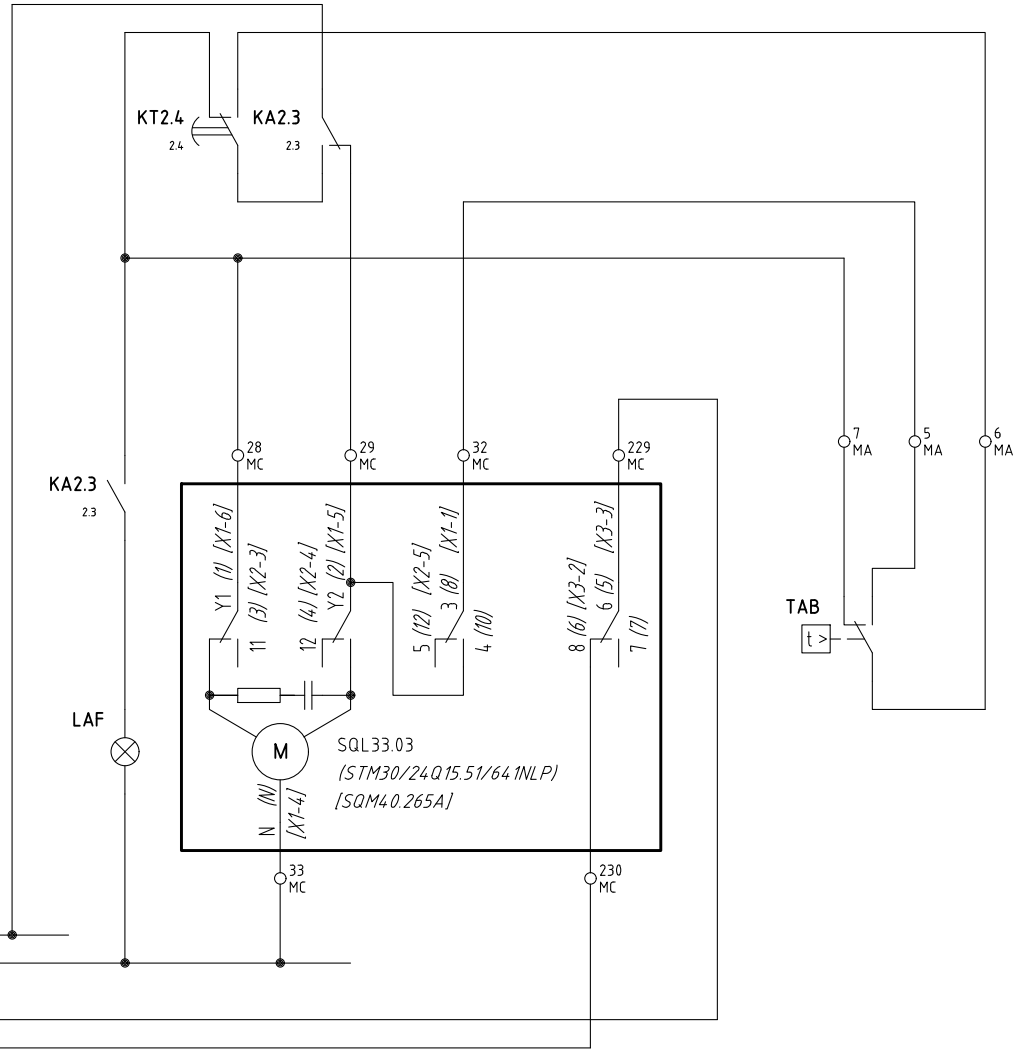 KT2.4
2.4
KA2.3
2.3
28
MC
29
MC
32
MC
229
MC
7
MA
5
MA
6
MA
KA2.3
2.3
Y1 (1) [X1-6]
11 (3) [X2-3]
12 (4) [X2-4]
Y2 (2) [X1-5]
5 (12) [X2-5]
3 (8) [X1-1]
4 (10)
8 (6) [X3-2]
6 (5) [X3-3]
7 (7)
TAB
t >
LAF
M
SQL33.03
(STM30/24Q15.51/641NLP)
[SQM40.265A]
N (N)
[X1-4]
33
MC
230
MC